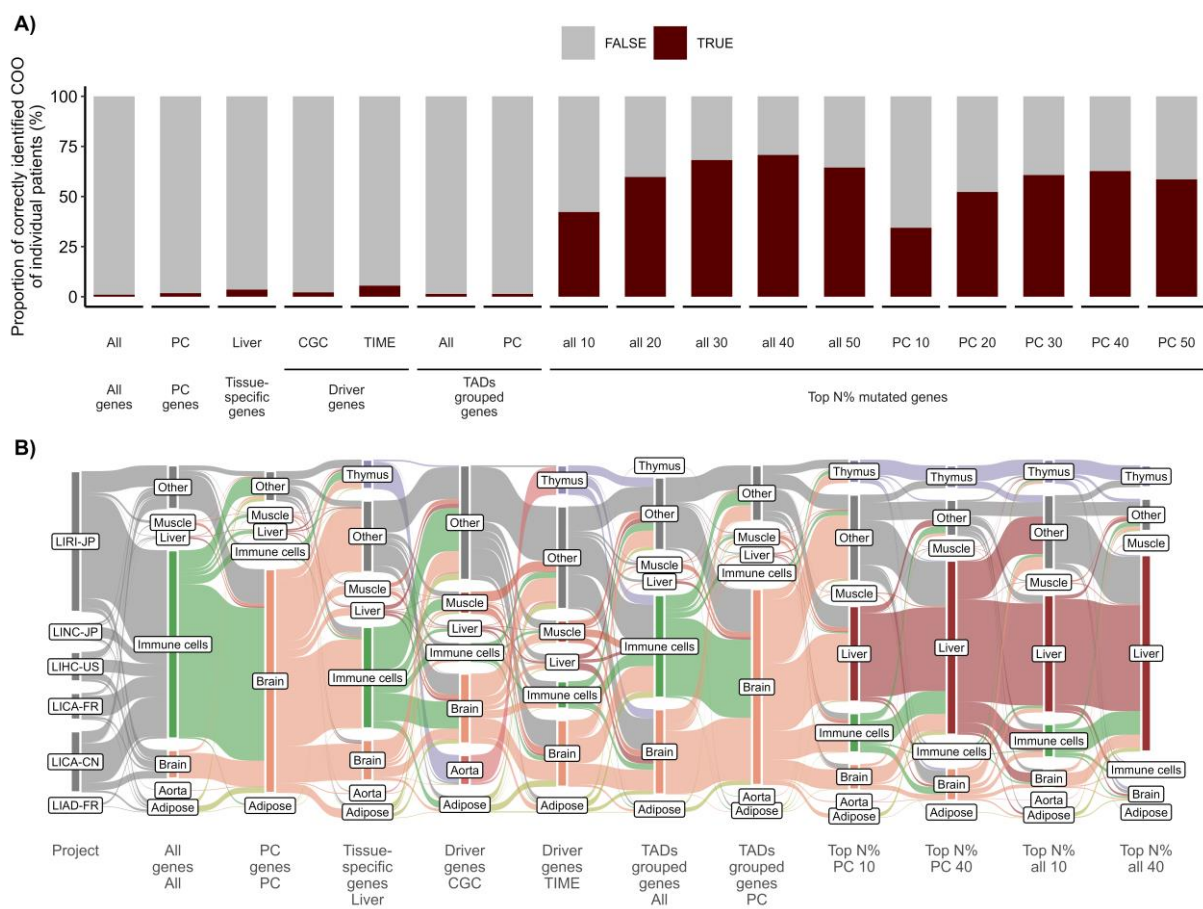 A)
FALSE TRUE
Proportion of correctly identified COO
of individual patients (%)
100
75
50
25
0
All PC Liver CGC TIME All PC all 10 all 20 all 30 all 40 all 50 PC 10 PC 20 PC 30 PC 40 PC 50
All
genes
PC
genes
Tissue-
specific
genes
Driver
genes
TADs
grouped
genes
Top N% mutated genes
B)
LIRI-JP
LINC-JP
LIHC-US
LICA-FR
LICA-CN
LIAD-FR
Other
Muscle
Liver
Immune cells
Brain
Aorta
Adipose
Other
Muscle
Liver
Immune cells
Brain
Adipose
Thymus
Other
Muscle
Liver
Immune cells
Brain
Aorta
Adipose
Other
Muscle
Liver
Immune cells
Brain
Aorta
Adipose
Thymus
Other
Muscle
Liver
Immune cells
Brain
Adipose
Thymus
Other
Muscle
Liver
Immune cells
Brain
Adipose
Other
Muscle
Liver
Immune cells
Brain
Aorta
Adipose
Thymus
Other
Muscle
Liver
Immune cells
Brain
Aorta
Adipose
Thymus
Other
Muscle
Liver
Immune cells
Brain
Adipose
Thymus
Other
Muscle
Liver
Immune cells
Brain
Aorta
Adipose
Thymus
Other
Muscle
Liver
Immune cells
Brain
Adipose
Project
All
genes
All
PC
genes
PC
Tissue-
specific
genes
Liver
Driver
genes
CGC
Driver
genes
TIME
TADs
grouped
genes
All
TADs
grouped
genes
PC
Top N%
PC 10
Top N%
PC 40
Top N%
all 10
Top N%
all 40